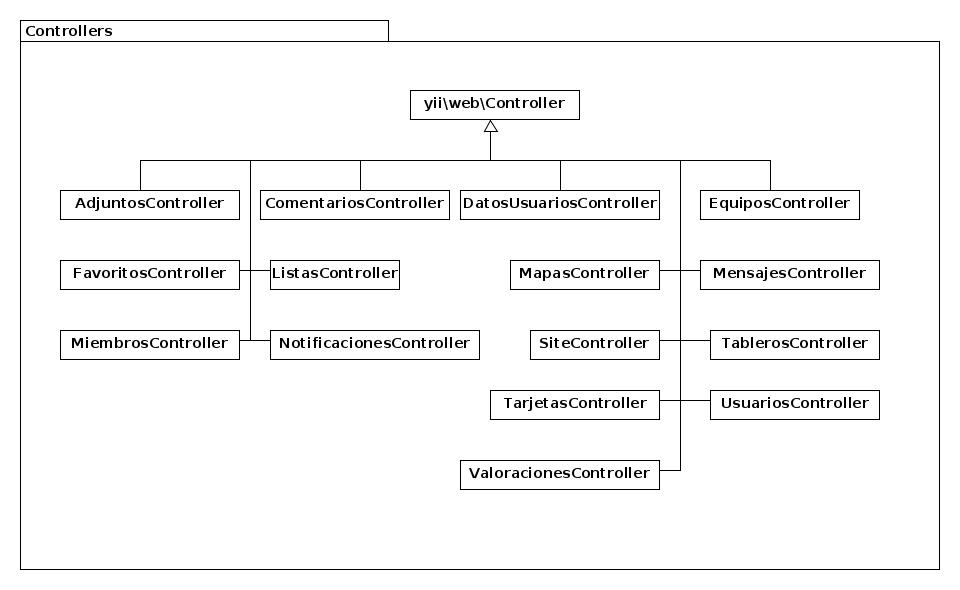 Controllers
yii\web\Controller
AdjuntosController
ComentariosController
DatosUsuariosController
EquiposController
FavoritosController
ListasController
MapasController
MensajesController
MiembrosController
NotificacionesController
SiteController
TablerosController
TarjetasController
UsuariosController
ValoracionesController